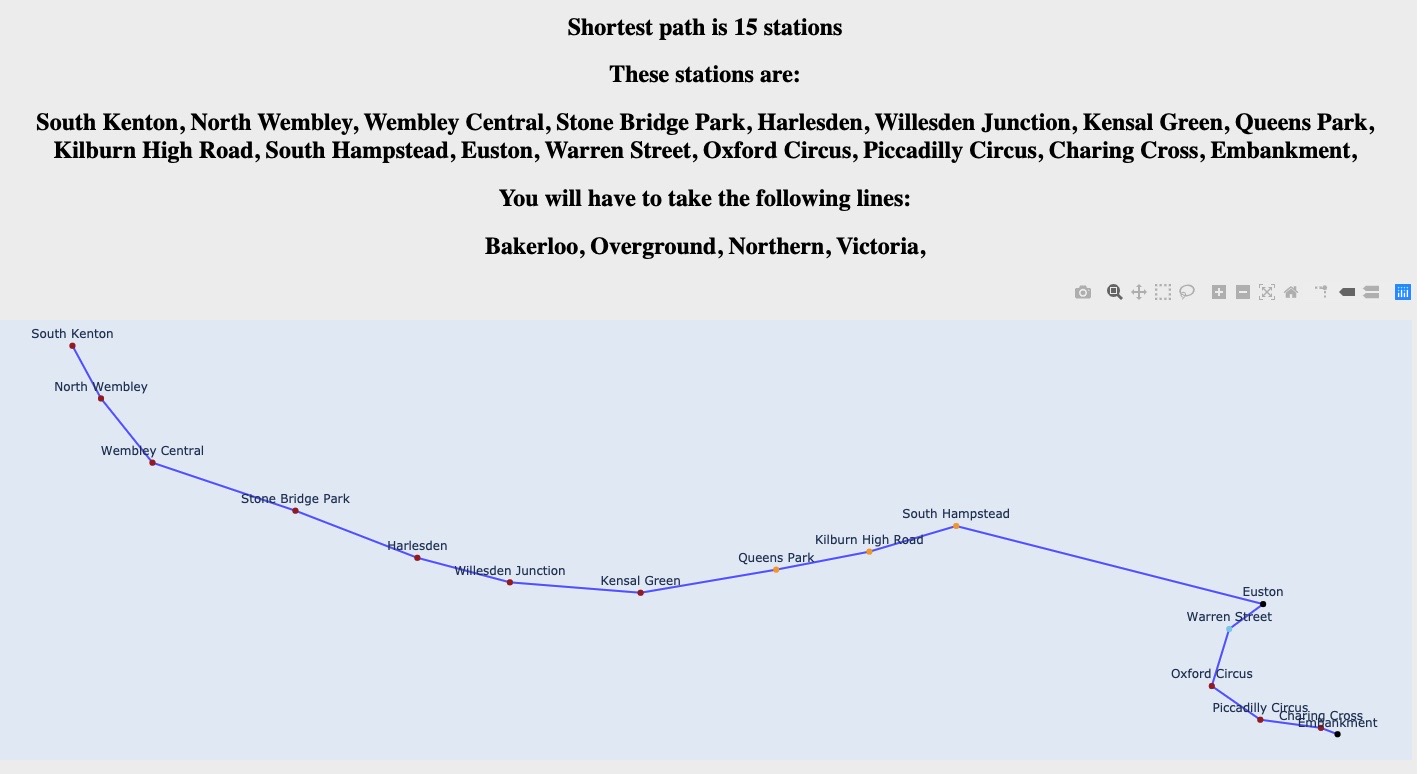 Shortest path is 15 stations
These stations are:
South Kenton, North Wembley, Wembley Central, Stone Bridge Park, Harlesden, Willesden Junction, Kensal Green, Queens Park,
Kilburn High Road, South Hampstead, Euston, Warren Street, Oxford Circus, Piccadilly Circus, Charing Cross, Embankment,
You will have to take the following lines:
Bakerloo, Overground, Northern, Victoria,
South Kenton
North Wembley
Wembley Central
Stone Bridge Park
South Hampstead
Kilburn High Road
Harlesden
Queens Park
Willesden Junction
Kensal Green
Euston
Warren Street
Oxford Circus
Piccadilly Circus
Charing Cross
Embankment